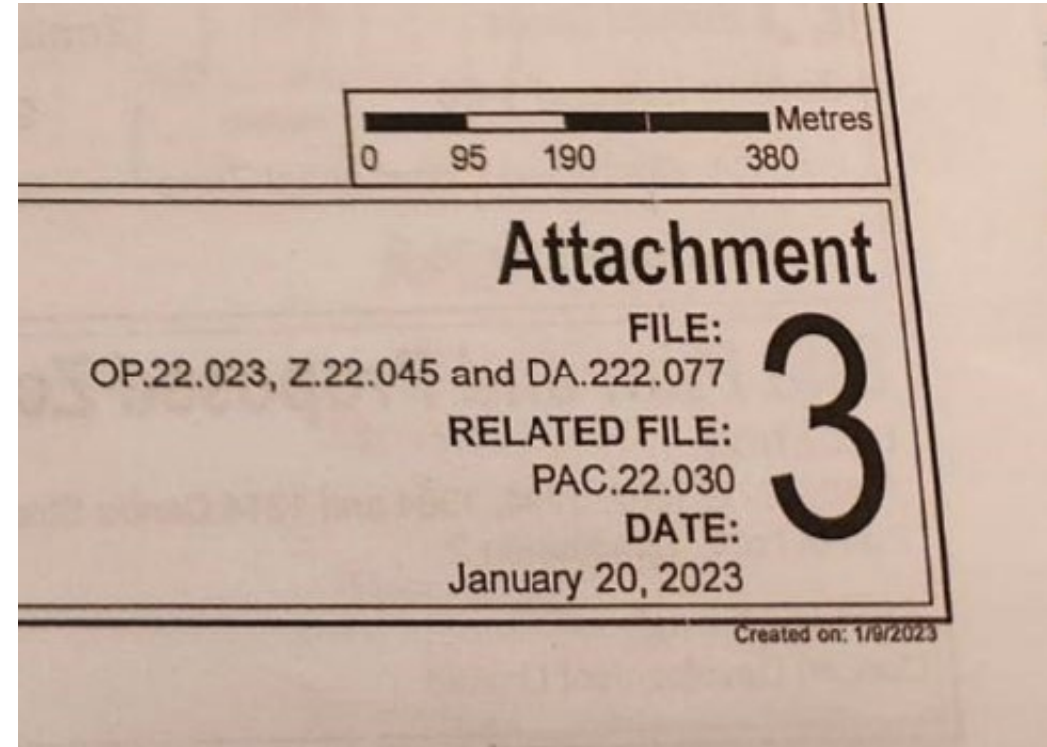 Metres
0 95 190 380
Attachment
3
FILE:
OP.22.023, Z.22.045 and DA.222.077
RELATED FILE:
PAC.22.030
DATE:
January 20, 2023
Created on: 1/9/2023